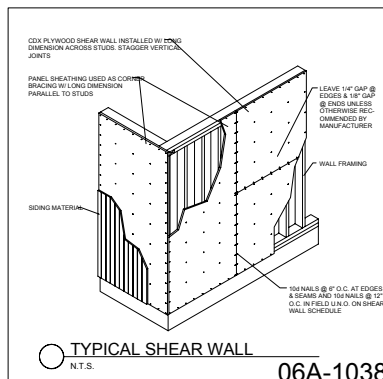 CDX PLYWOOD SHEAR WALL INSTALLED W/ LONG
DIMENSION ACROSS STUDS. STAGGER VERTICAL
JOINTS
PANEL SHEATHING USED AS CORNER
BRACING W/ LONG DIMENSION
PARALLEL TO STUDS
LEAVE 1/4" GAP @
EDGES & 1/8" GAP
@ ENDS UNLESS
OTHERWISE REC-
OMMENDED BY
MANUFACTURER
WALL FRAMING
SIDING MATERIAL
10d NAILS @ 6" O.C. AT EDGES
& SEAMS AND 10d NAILS @ 12"
O.C. IN FIELD U.N.O. ON SHEAR
WALL SCHEDULE
TYPICAL SHEAR WALL
N.T.S.
06A-1038